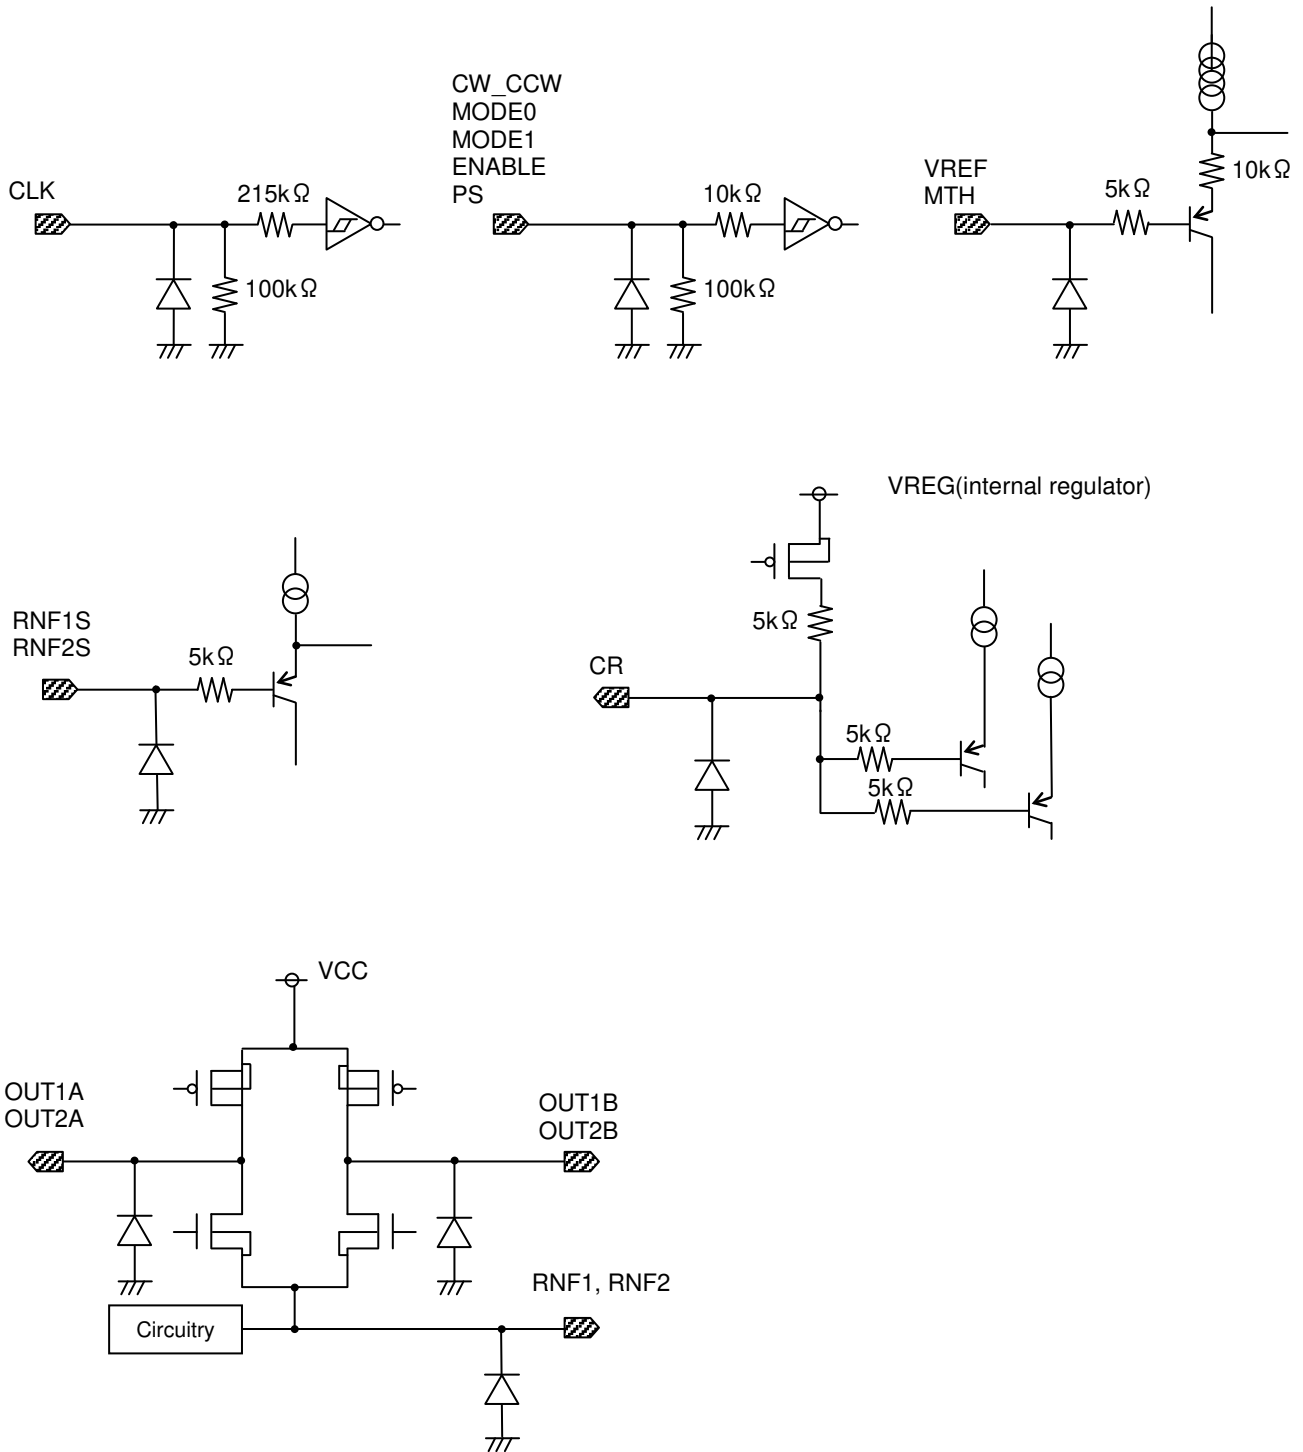 CLK
215kΩ
100kΩ
CW_CCW
MODE0
MODE1
ENABLE
PS
10kΩ
100kΩ
VREF
MTH
5kΩ
10kΩ
RNF1S
RNF2S
5kΩ
VREG(internal regulator)
5kΩ
CR
5kΩ
5kΩ
VCC
OUT1A
OUT2A
OUT1B
OUT2B
RNF1, RNF2
Circuitry